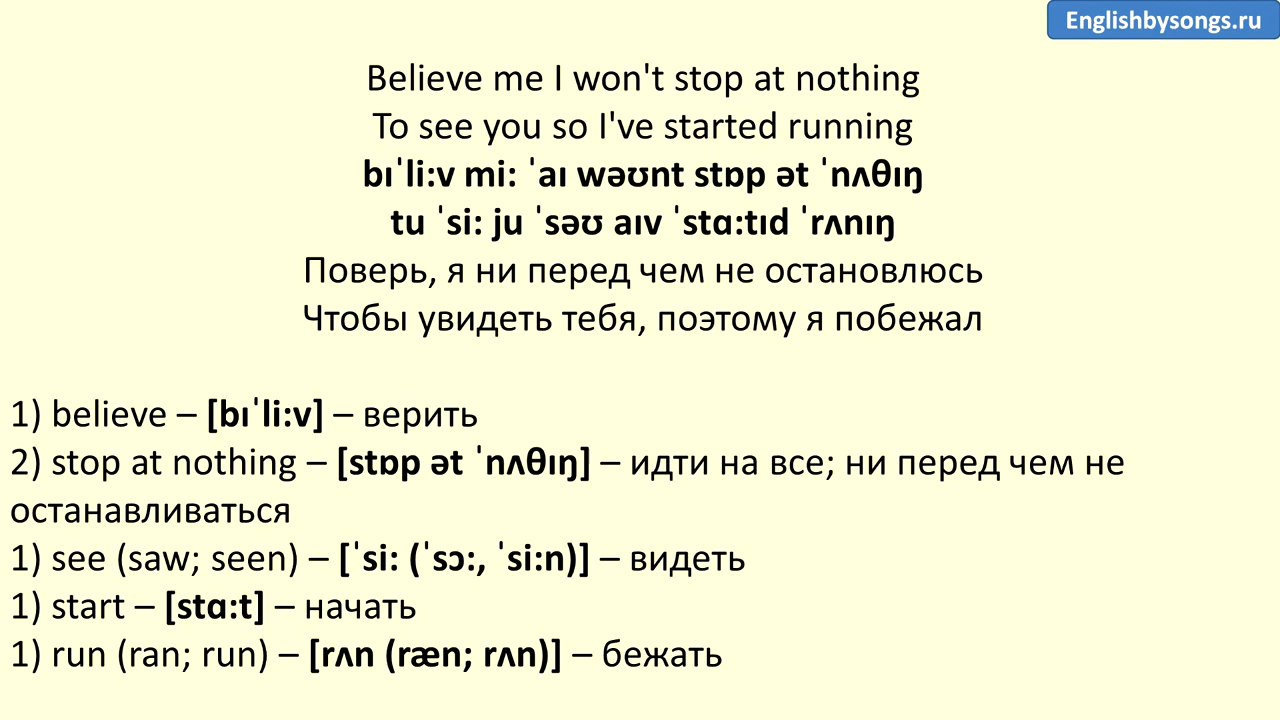 Englishbysongs.ru
Believe me I won't stop at nothing
To see you so I've started running
bɪˈli:v mi: ˈaɪ wəʊnt stɒp ət ˈnʌθɪŋ
tu ˈsi: ju ˈsəʊ aɪv ˈstɑ:tɪd ˈrʌnɪŋ
Поверь, я ни перед чем не остановлюсь
Чтобы увидеть тебя, поэтому я побежал
1) believe – [bɪˈli:v] – верить
2) stop at nothing – [stɒp ət ˈnʌθɪŋ] – идти на все; ни перед чем не
останавливаться
1) see (saw; seen) – [ˈsi: (ˈsɔ:, ˈsi:n)] – видеть
1) start – [stɑ:t] – начать
1) run (ran; run) – [rʌn (ræn; rʌn)] – бежать